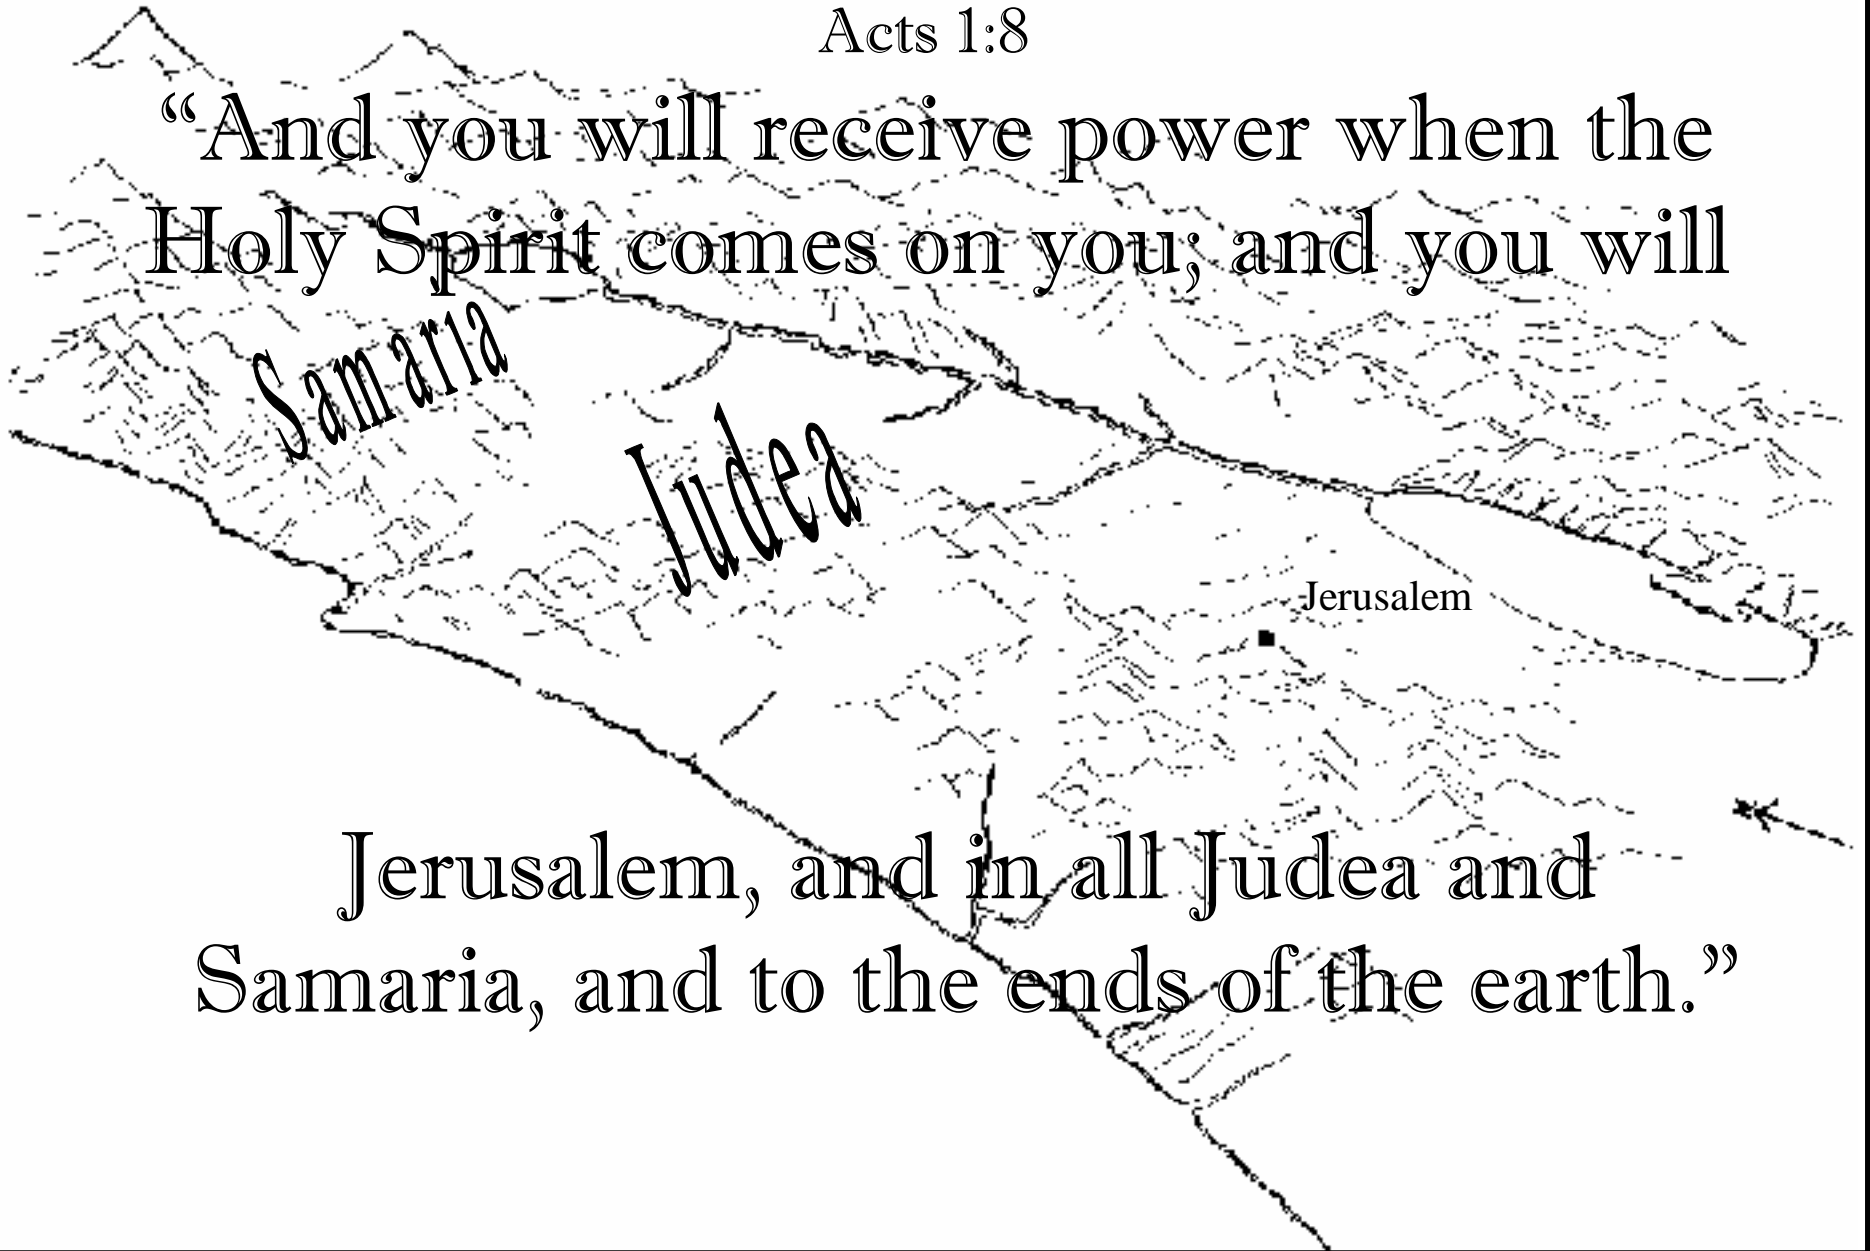 Acts 1:8
“And you will receive power when the
Holy Spirit comes on you; and you will
Samaria
Judea
Jerusalem
Jerusalem, and in all Judea and
Samaria, and to the ends of the earth.”